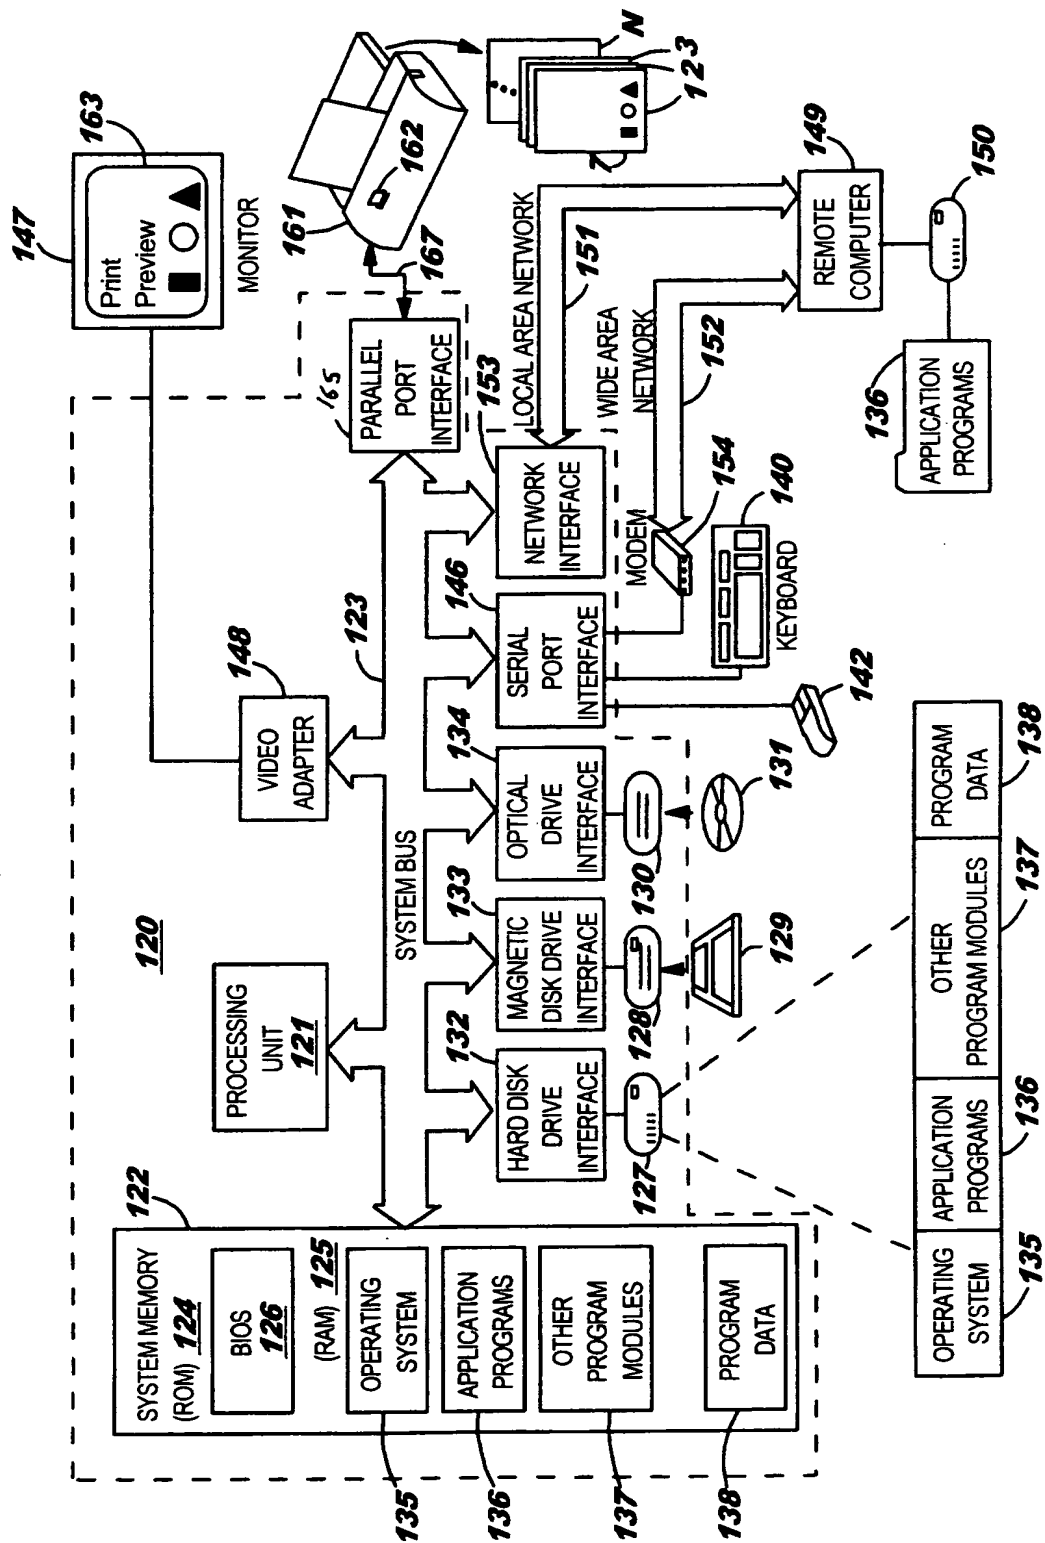 120
SYSTEM MEMORY
122
(ROM) 124
BIOS
126
(RAM) 125
OPERATING
SYSTEM
135
APPLICATION
PROGRAMS
136
OTHER
PROGRAM
MODULES
137
PROGRAM
DATA
138
PROCESSING
UNIT
121
SYSTEM BUS
123
VIDEO
ADAPTER
148
147
Print
Preview
163
MONITOR
161
162
167
N
3
2
1
7
165
PARALLEL
PORT
INTERFACE
HARD DISK
DRIVE
INTERFACE
132
MAGNETIC
DISK DRIVE
INTERFACE
133
OPTICAL
DRIVE
INTERFACE
134
SERIAL
PORT
INTERFACE
146
NETWORK
INTERFACE
153
LOCAL AREA NETWORK
151
WIDE AREA
NETWORK
152
127
128
129
130
131
MODEM
154
KEYBOARD
140
142
REMOTE
COMPUTER
149
150
APPLICATION
PROGRAMS
136
OPERATING
SYSTEM
135
APPLICATION
PROGRAMS
136
OTHER
PROGRAM MODULES
137
PROGRAM
DATA
138